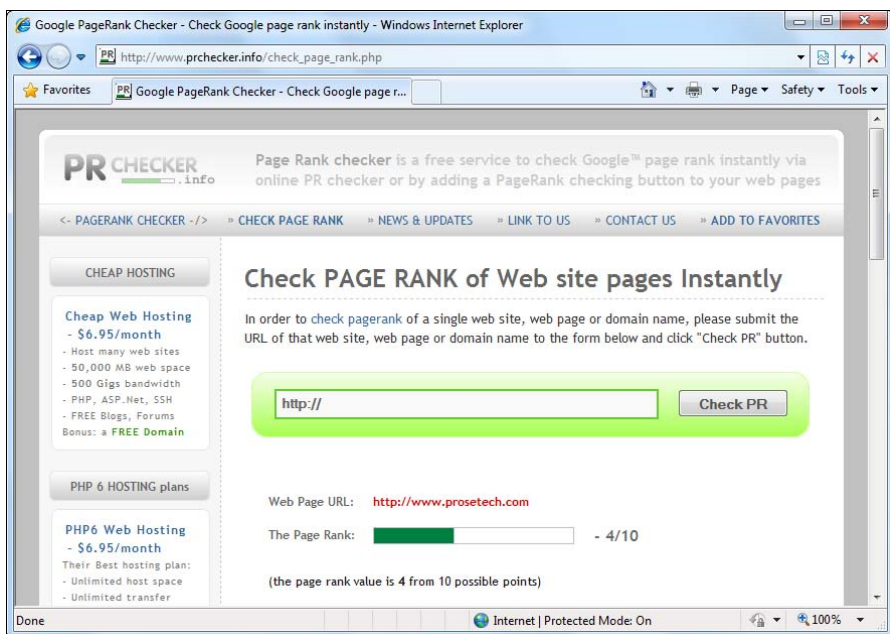 Google PageRank Checker - Check Google page rank instantly - Windows Internet Explorer
PR http://www.prchecker.info/check_page_rank.php
Favorites PR Google PageRank Checker - Check Google page r... Page Safety Tools
PR CHECKER .info
Page Rank checker is a free service to check Google™ page rank instantly via
online PR checker or by adding a PageRank checking button to your web pages
<- PAGERANK CHECKER -/> » CHECK PAGE RANK » NEWS & UPDATES » LINK TO US » CONTACT US » ADD TO FAVORITES
CHEAP HOSTING
Cheap Web Hosting
- $6.95/month
- Host many web sites
- 50,000 MB web space
- 500 Gigs bandwidth
- PHP, ASP.Net, SSH
- FREE Blogs, Forums
Bonus: a FREE Domain
PHP 6 HOSTING plans
PHP6 Web Hosting
- $6.95/month
Their Best hosting plan:
- Unlimited host space
- Unlimited transfer
Check PAGE RANK of Web site pages Instantly
In order to check pagerank of a single web site, web page or domain name, please submit the
URL of that web site, web page or domain name to the form below and click "Check PR" button.
http:// Check PR
Web Page URL: http://www.prosetech.com
The Page Rank: - 4/10
(the page rank value is 4 from 10 possible points)
Done Internet | Protected Mode: On 100%